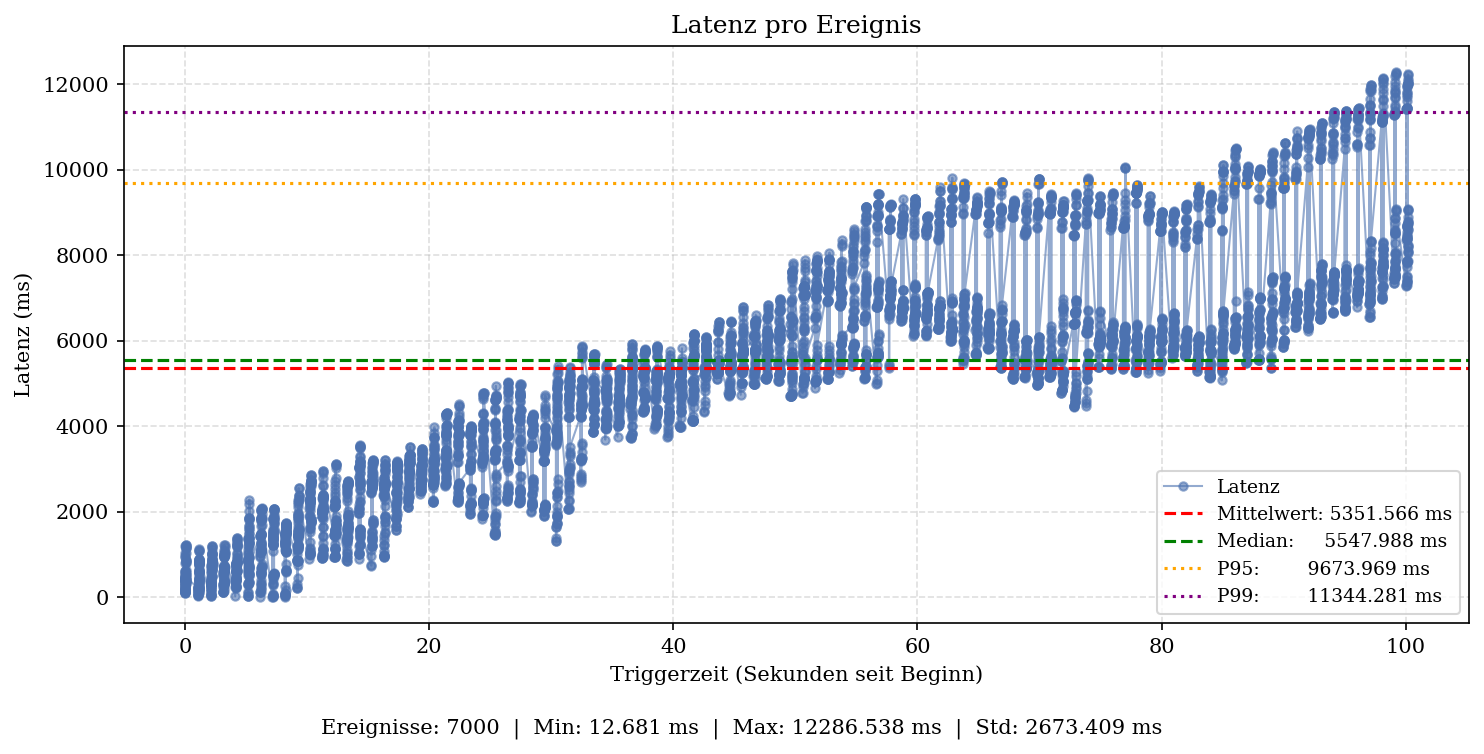 Latenz pro Ereignis
12000
10000
8000
6000
4000
2000
0
Latenz (ms)
0 20 40 60 80 100
Triggerzeit (Sekunden seit Beginn)
Latenz
Mittelwert: 5351.566 ms
Median: 5547.988 ms
P95: 9673.969 ms
P99: 11344.281 ms
Ereignisse: 7000 | Min: 12.681 ms | Max: 12286.538 ms | Std: 2673.409 ms